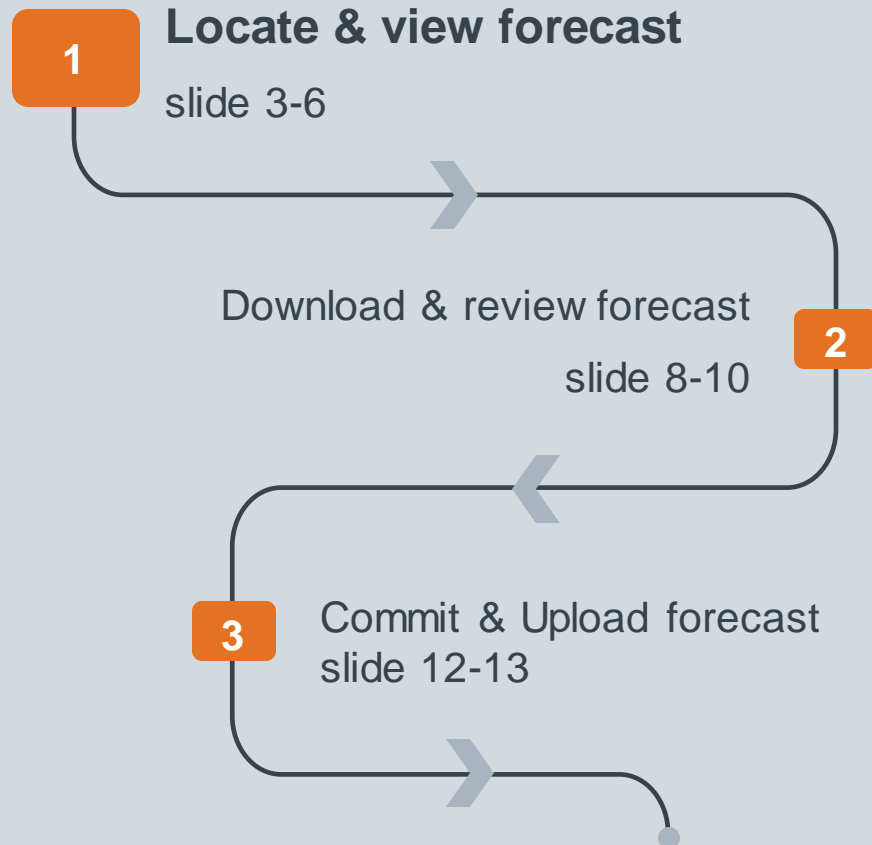 1
Locate & view forecast
slide 3-6
Download & review forecast
slide 8-10
2
3
Commit & Upload forecast
slide 12-13